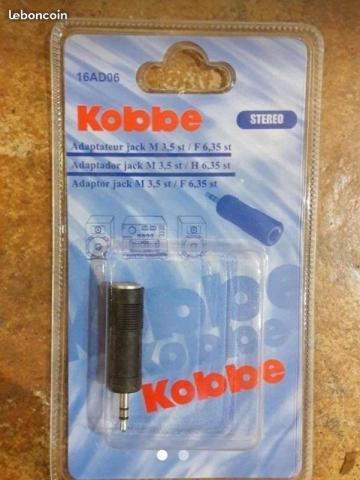 leboncoin
16AD06
Kobbe
STEREO
Adaptateur jack M 3,5 st / F 6,35 st
Adaptador jack M 3,5 st / H 6,35 st
Adaptor jack M 3,5 st / F 6,35 st
Kobbe
Kobbe